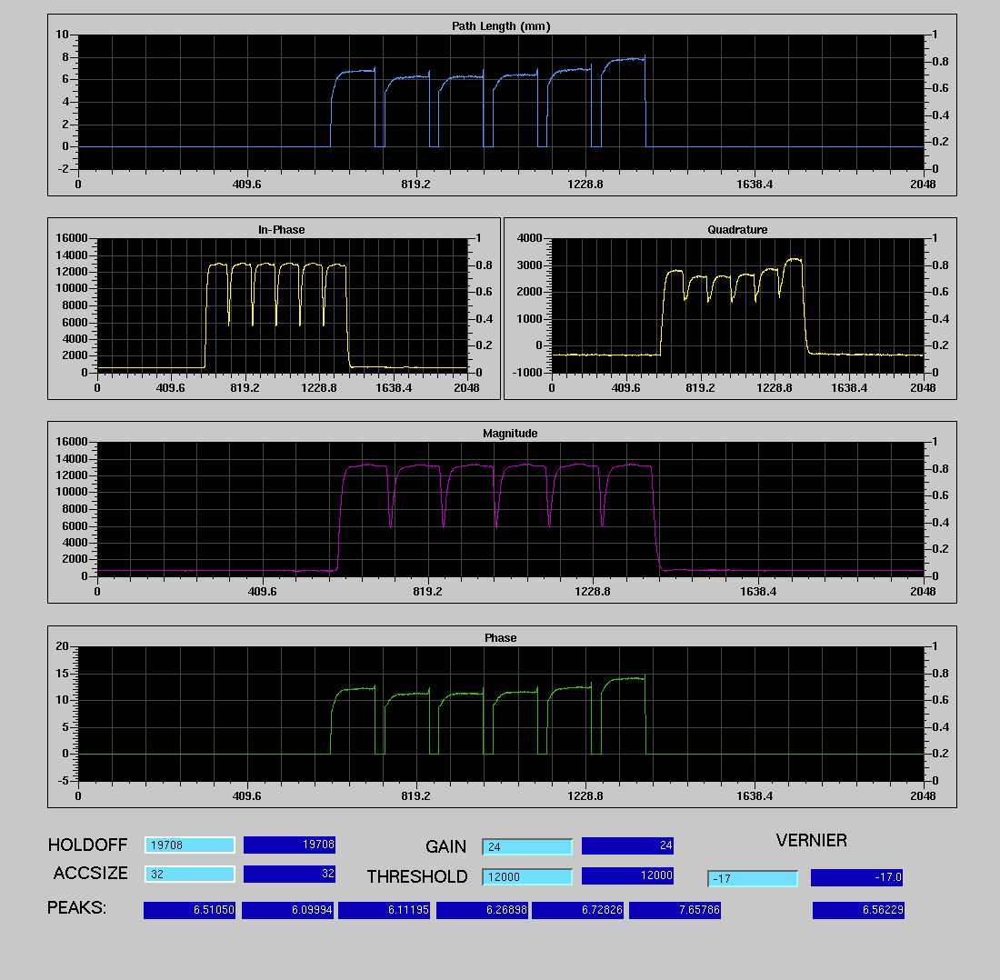 Path Length (mm)
10 1
8 0.8
6 0.6
4
2 0.4
0 0.2
-2 0
0 409.6 819.2 1228.8 1638.4 2048
In-Phase Quadrature
16000 1 4000 1
14000
12000 0.8 3000 0.8
10000 0.6 2000 0.6
8000
6000 0.4 1000 0.4
4000
2000 0.2 0 0.2
0 0 -1000 0
0 409.6 819.2 1228.8 1638.4 2048 0 409.6 819.2 1228.8 1638.4 2048
Magnitude
16000 1
14000
12000 0.8
10000 0.6
8000
6000 0.4
4000
2000 0.2
0 0
0 409.6 819.2 1228.8 1638.4 2048
Phase
20 1
15 0.8
10 0.6
5 0.4
0 0.2
-5 0
0 409.6 819.2 1228.8 1638.4 2048
HOLDOFF 19708 19708 GAIN 24 24 VERNIER
ACCSIZE 32 32 THRESHOLD 12000 12000 -17 -17.0
PEAKS: 6.51050 6.09994 6.11195 6.26898 6.72826 7.65786 6.56229